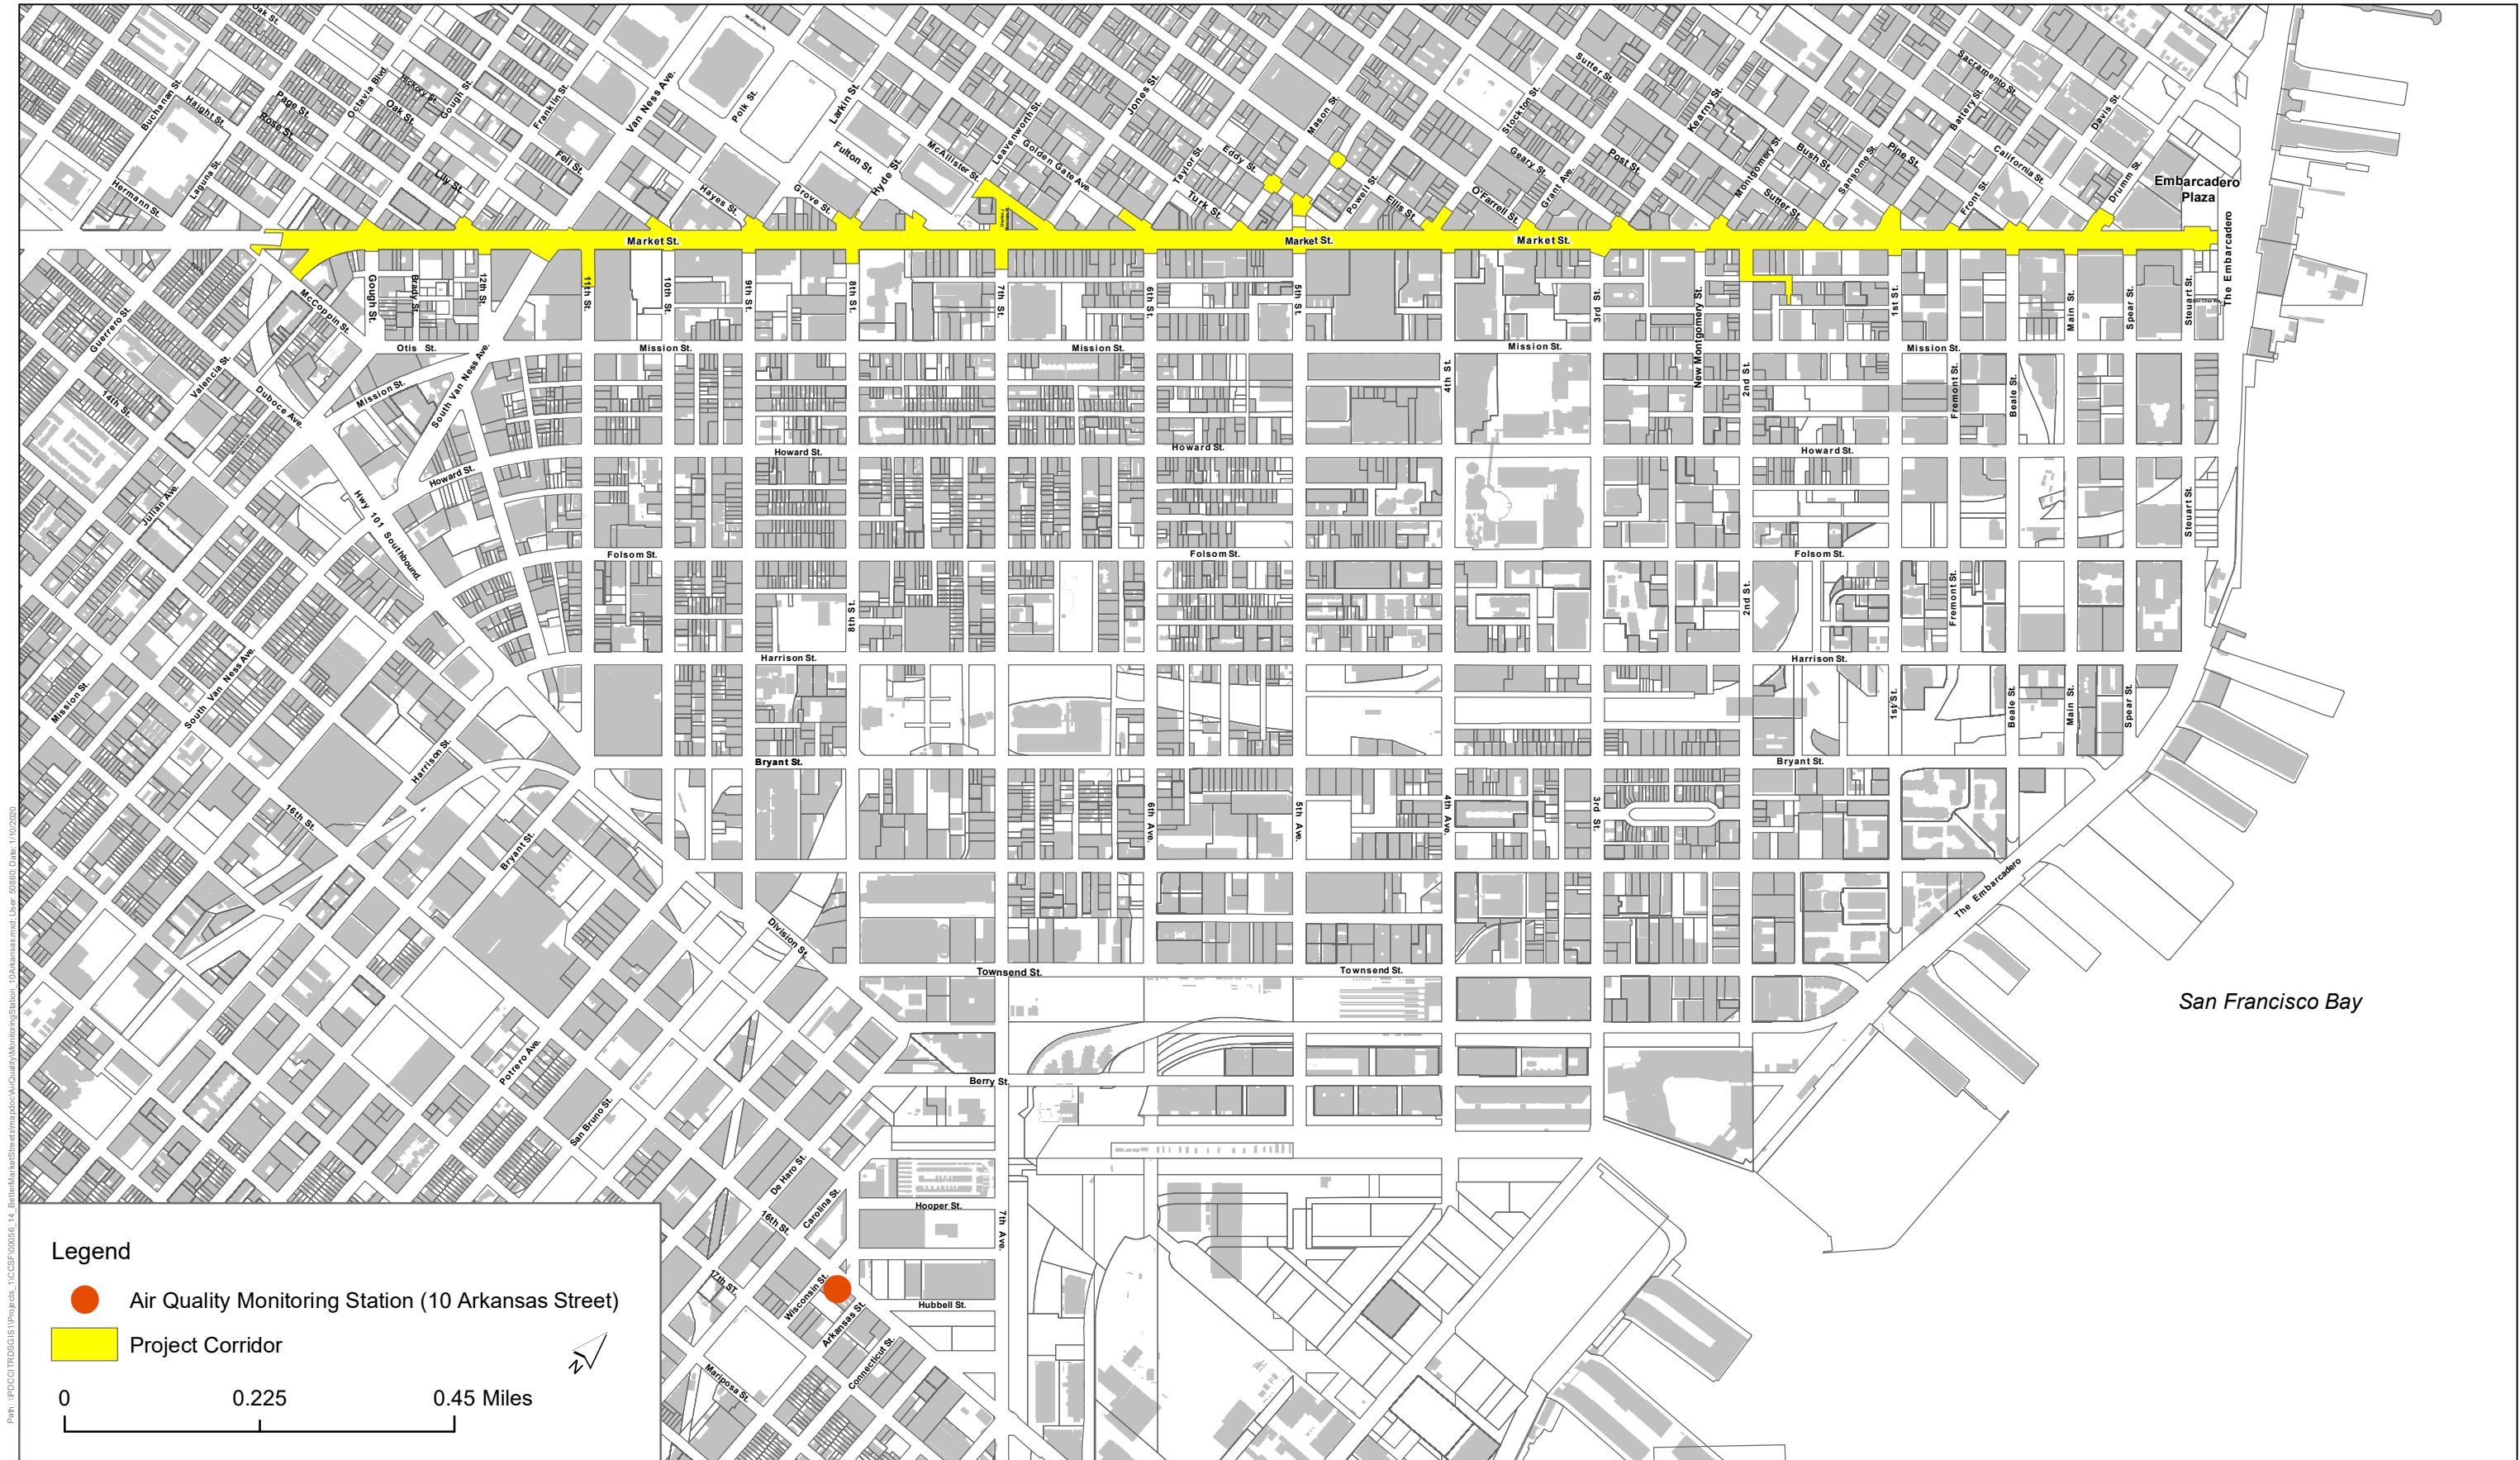 Oak St.
Buchanan St.
Haight St.
Page St.
Rose St.
Octavia Blvd.
Hickory St.
Oak St.
Gough St.
Franklin St.
Fell St.
Lily St.
Laguna St.
Hermann St.
Van Ness Ave.
Polk St.
Larkin St.
Fulton St.
Hyde St.
McAllister St.
Hayes St.
Grove St.
Leavenworth St.
Golden Gate Ave.
Jones St.
Taylor St.
Eddy St.
Turk St.
Mason St.
Powell St.
Ellis St.
O'Farrell St.
Stockton St.
Geary St.
Grant Ave.
Sutter St.
Post St.
Kearny St.
Montgomery St.
Sutter St.
Bush St.
Sansome St.
Pine St.
Battery St.
Sacramento St.
California St.
Front St.
Davis St.
Drumm St.
Embarcadero
Plaza
The Embarcadero
Market St.
Market St.
Market St.
Gough St.
Brady St.
12th St.
11th St.
10th St.
9th St.
8th St.
7th St.
6th St.
5th St.
4th St.
3rd St.
New Montgomery St.
2nd St.
1st St.
Fremont St.
Beale St.
Main St.
Spear St.
Steuart St.
McCoppin St.
Guerrero St.
Valencia St.
14th St.
Duboce Ave.
Otis St.
Mission St.
South Van Ness Ave.
Mission St.
Mission St.
Mission St.
Mission St.
Howard St.
Howard St.
Howard St.
Howard St.
Julian Ave.
Hwy 101 Southbound
Steuart St.
Folsom St.
Folsom St.
Folsom St.
8th St.
2nd St.
Fremont St.
Harrison St.
Harrison St.
Mission St.
South Van Ness Ave.
Harrison St.
1st St.
Beale St.
Main St.
Spear St.
Bryant St.
Bryant St.
16th St.
Bryant St.
6th Ave.
5th Ave.
4th Ave.
3rd St.
The Embarcadero
Division St.
Townsend St.
Townsend St.
San Francisco Bay
Potrero Ave.
San Bruno St.
Berry St.
De Haro St.
Carolina St.
16th St.
17th ST.
Hooper St.
7th Ave.
Wisconsin St.
Arkansas St.
Hubbell St.
Connecticut St.
Mariposa St.
Legend
Air Quality Monitoring Station (10 Arkansas Street)
Project Corridor
N
0 0.225 0.45 Miles